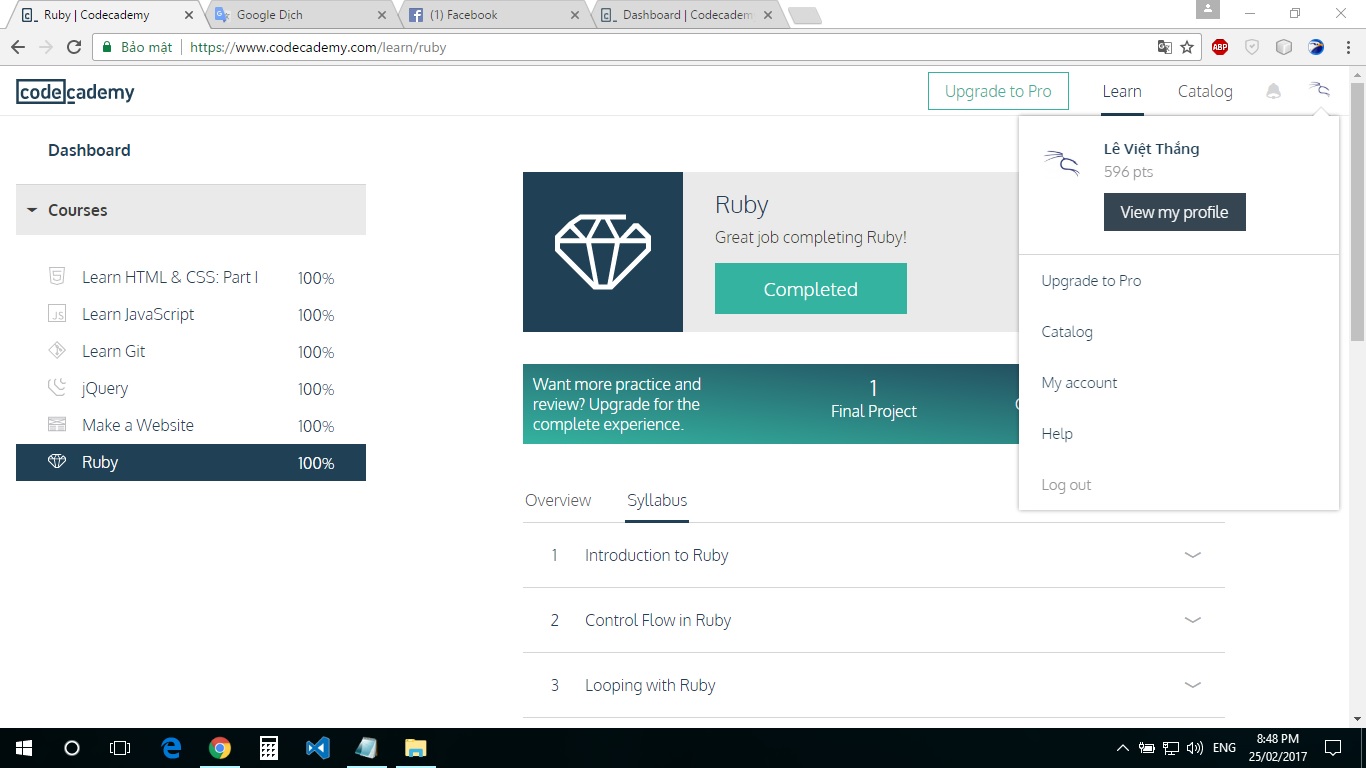 Ruby | Codecademy
Google Dịch
(1) Facebook
Dashboard | Codecadem
Bảo mật
https://www.codecademy.com/learn/ruby
ABP
codecademy
Upgrade to Pro
Learn
Catalog
Dashboard
Courses
Learn HTML & CSS: Part I 100%
JS Learn JavaScript 100%
Learn Git 100%
jQuery 100%
Make a Website 100%
Ruby 100%
Ruby
Great job completing Ruby!
Completed
Want more practice and
review? Upgrade for the
complete experience.
1
Final Project
Overview
Syllabus
1 Introduction to Ruby
2 Control Flow in Ruby
3 Looping with Ruby
Lê Việt Thắng
596 pts
View my profile
Upgrade to Pro
Catalog
My account
Help
Log out
ENG
8:48 PM
25/02/2017